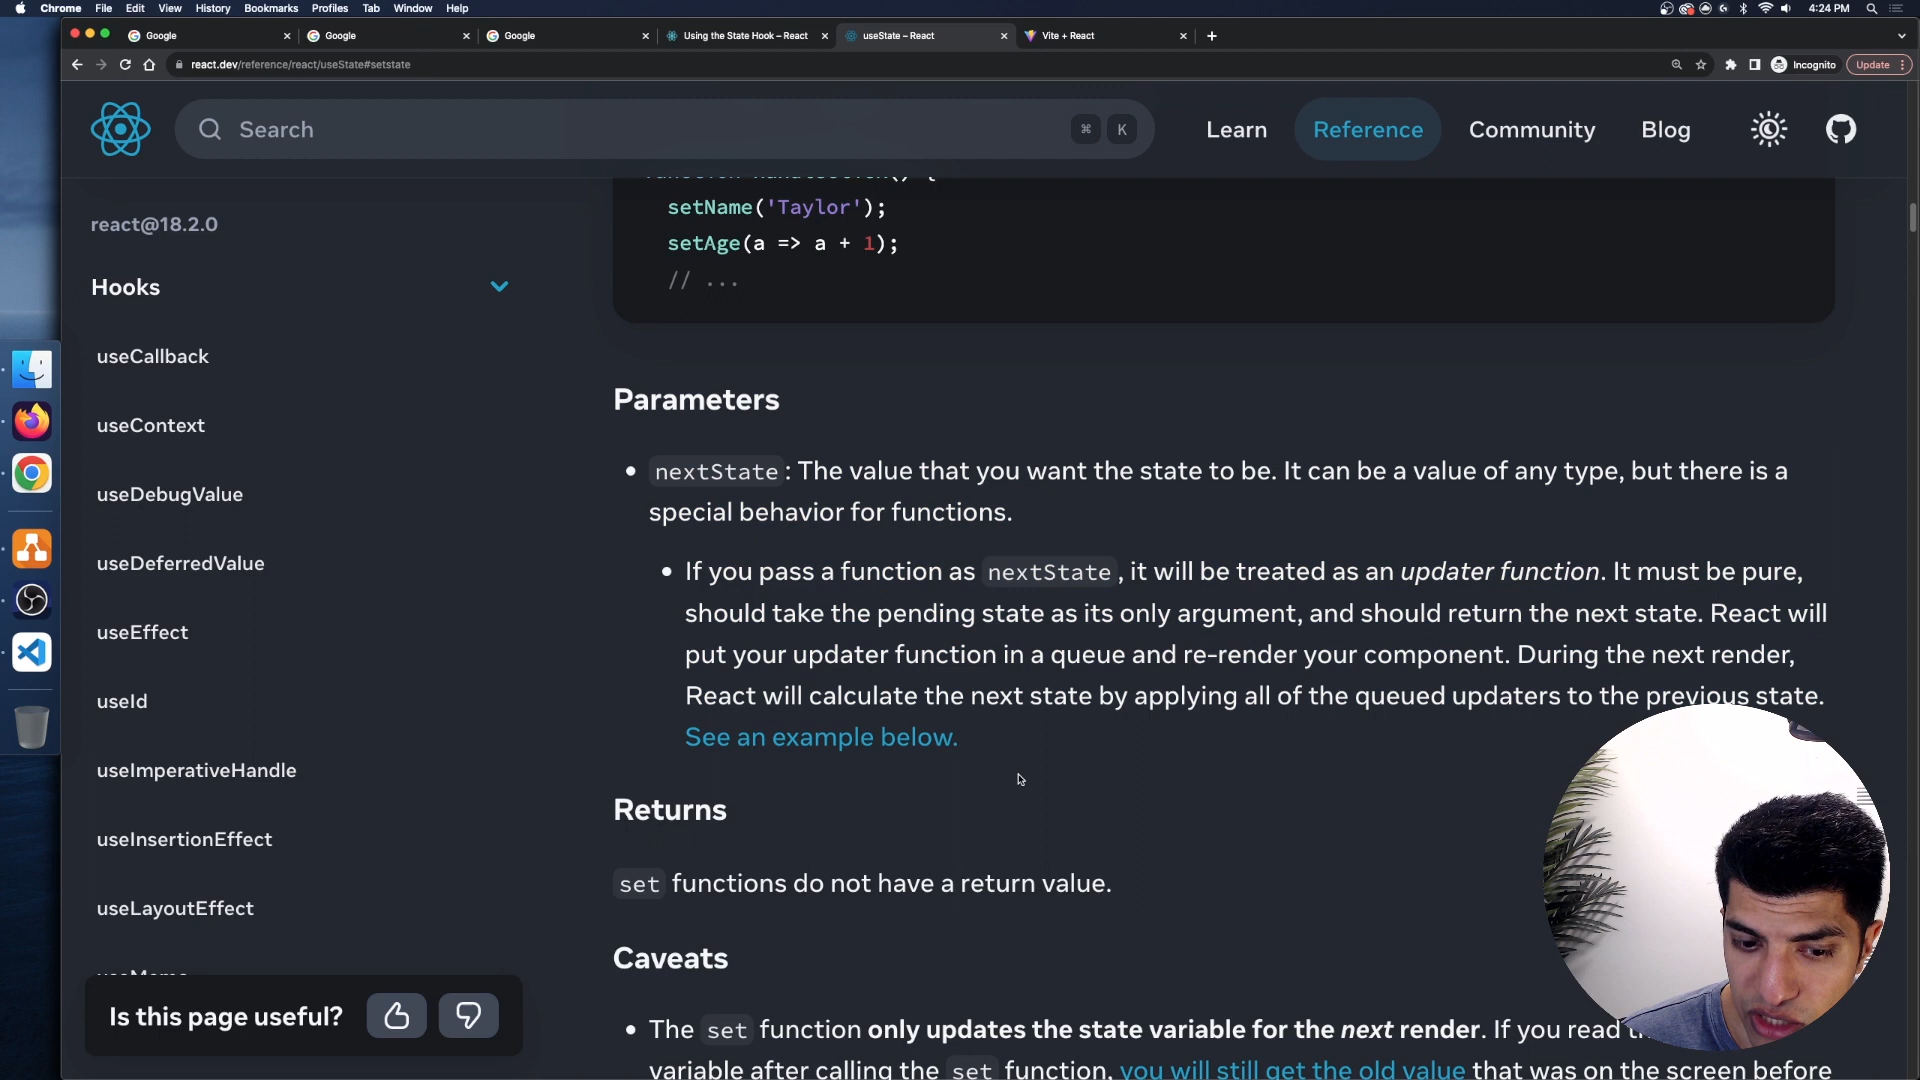 Chrome File Edit View History Bookmarks Profiles Tab Window Help 4:24 PM
Google Google Google Using the State Hook – React useState – React Vite + React
react.dev/reference/react/useState#setstate Incognito Update
Search ⌘ K Learn Reference Community Blog
react@18.2.0
Hooks
useCallback
useContext
useDebugValue
useDeferredValue
useEffect
useId
useImperativeHandle
useInsertionEffect
useLayoutEffect
Is this page useful?
setName('Taylor');
setAge(a => a + 1);
// ...
Parameters
nextState: The value that you want the state to be. It can be a value of any type, but there is a
special behavior for functions.
If you pass a function as nextState, it will be treated as an updater function. It must be pure,
should take the pending state as its only argument, and should return the next state. React will
put your updater function in a queue and re-render your component. During the next render,
React will calculate the next state by applying all of the queued updaters to the previous state.
See an example below.
Returns
set functions do not have a return value.
Caveats
The set function only updates the state variable for the next render. If you read
variable after calling the set function, you will still get the old value that was on the screen before